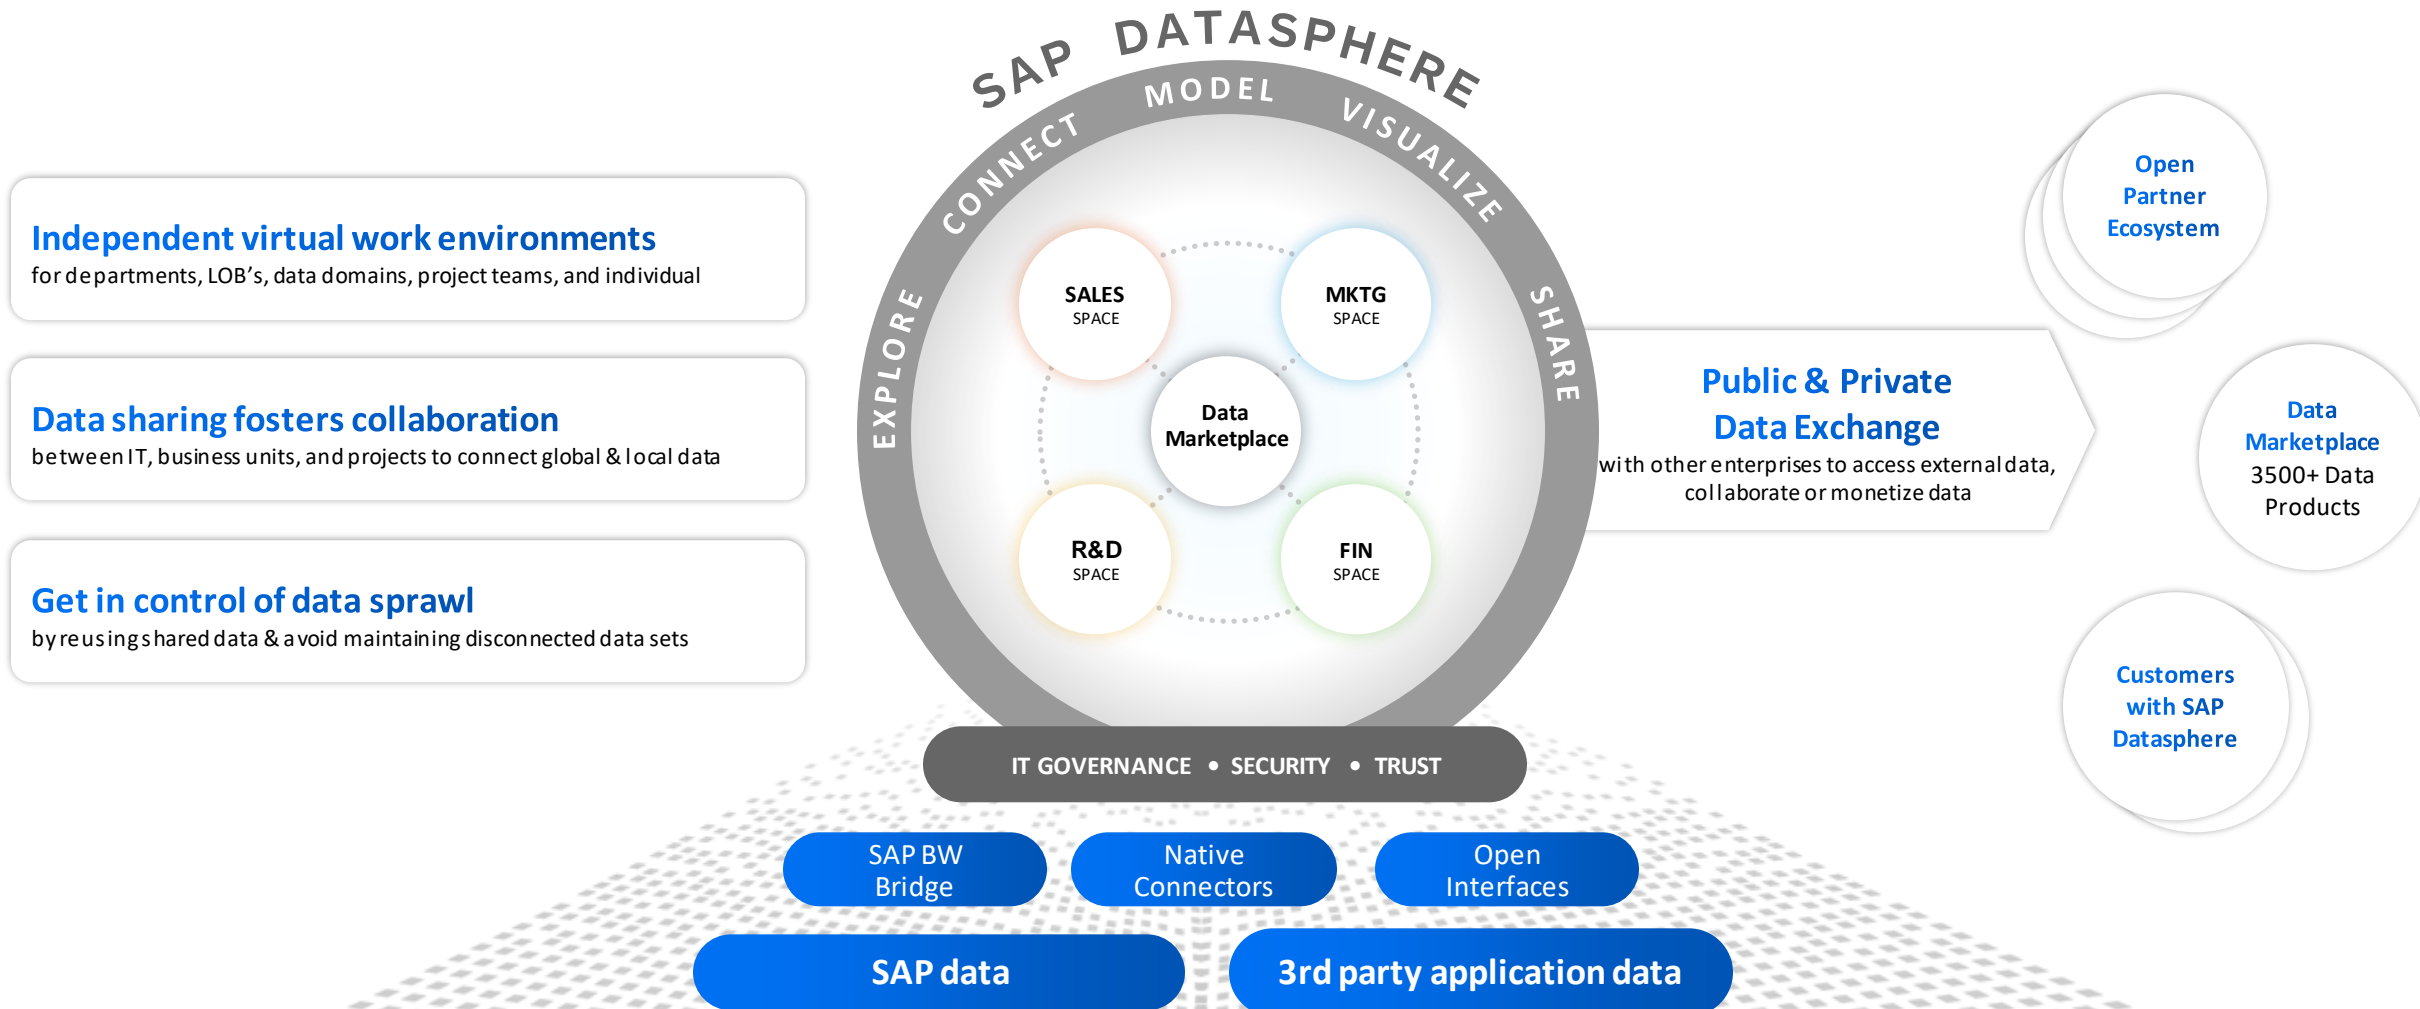 SAP DATASPHERE
EXPLORE CONNECT MODEL VISUALIZE SHARE
Independent virtual work environments
for departments, LOB's, data domains, project teams, and individual
Data sharing fosters collaboration
between IT, business units, and projects to connect global & local data
Get in control of data sprawl
by reusing shared data & avoid maintaining disconnected data sets
SALES
SPACE
MKTG
SPACE
Data
Marketplace
R&D
SPACE
FIN
SPACE
Public & Private
Data Exchange
with other enterprises to access external data,
collaborate or monetize data
Open
Partner
Ecosystem
Data
Marketplace
3500+ Data
Products
Customers
with SAP
Datasphere
IT GOVERNANCE • SECURITY • TRUST
SAP BW
Bridge
Native
Connectors
Open
Interfaces
SAP data
3rd party application data